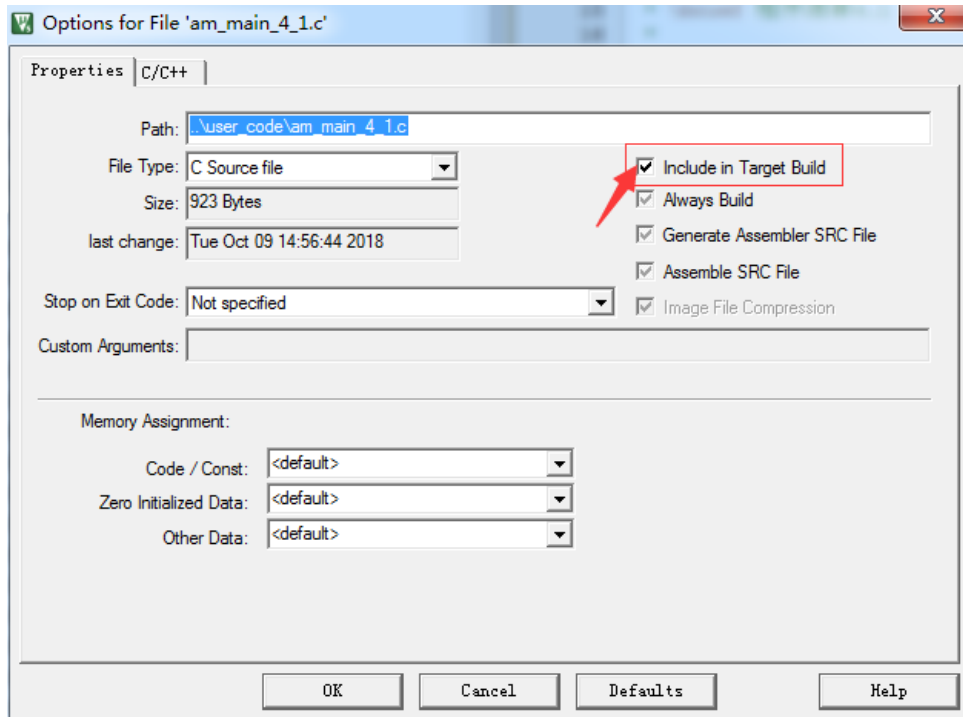 Options for File 'am_main_4_1.c'
Properties C/C++
Path: ..\user_code\am_main_4_1.c
File Type: C Source file
Include in Target Build
Size: 923 Bytes
Always Build
last change: Tue Oct 09 14:56:44 2018
Generate Assembler SRC File
Assemble SRC File
Stop on Exit Code: Not specified
Image File Compression
Custom Arguments:
Memory Assignment:
Code / Const: <default>
Zero Initialized Data: <default>
Other Data: <default>
OK Cancel Defaults Help